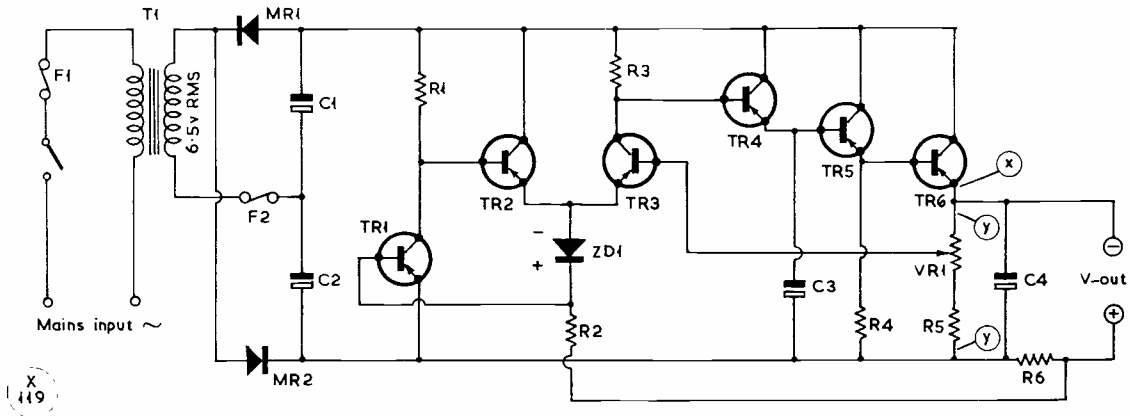 T1
MR1
F1
6·5v RMS
C1
R1
R3
TR4
TR5
TR6
TR2
TR3
x
y
F2
TR1
−
+
ZD1
VR1
C2
C3
C4
−
V-out
+
R2
R4
R5
y
Mains input ~
MR2
R6
X
119